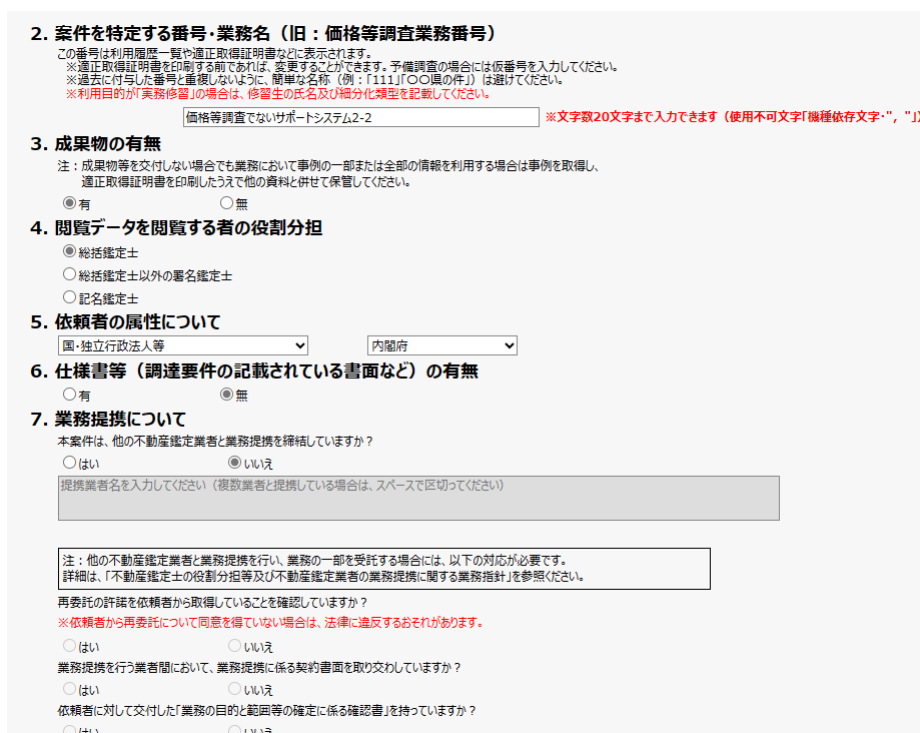 2. 案件を特定する番号・業務名（旧：価格等調査業務番号）
この番号は利用履歴一覧や適正取得証明書などに表示されます。
※適正取得証明書を印刷する前であれば、変更することができます。予備調査の場合には仮番号を入力してください。
※過去に付与した番号と重複しないように、簡単な名称（例：「111」「〇〇県の件」）は避けてください。
※利用目的が「実務修習」の場合は、修習生の氏名及び細分化類型を記載してください。
価格等調査でないサポートシステム2-2
※文字数20文字まで入力できます（使用不可文字「機種依存文字・", "」）
3. 成果物の有無
注：成果物等を交付しない場合でも業務において事例の一部または全部の情報を利用する場合は事例を取得し、
適正取得証明書を印刷したうえで他の資料と併せて保管してください。
有 無
4. 閲覧データを閲覧する者の役割分担
総括鑑定士
総括鑑定士以外の署名鑑定士
記名鑑定士
5. 依頼者の属性について
国・独立行政法人等 内閣府
6. 仕様書等（調達要件の記載されている書面など）の有無
有 無
7. 業務提携について
本案件は、他の不動産鑑定業者と業務提携を締結していますか？
はい いいえ
提携業者名を入力してください（複数業者と提携している場合は、スペースで区切ってください）
注：他の不動産鑑定業者と業務提携を行い、業務の一部を受託する場合には、以下の対応が必要です。
詳細は、「不動産鑑定士の役割分担等及び不動産鑑定業者の業務提携に関する業務指針」を参照ください。
再委託の許諾を依頼者から取得していることを確認していますか？
※依頼者から再委託について同意を得ていない場合は、法律に違反するおそれがあります。
はい いいえ
業務提携を行う業者間において、業務提携に係る契約書面を取り交わしていますか？
はい いいえ
依頼者に対して交付した「業務の目的と範囲等の確定に係る確認書」を持っていますか？
はい いいえ